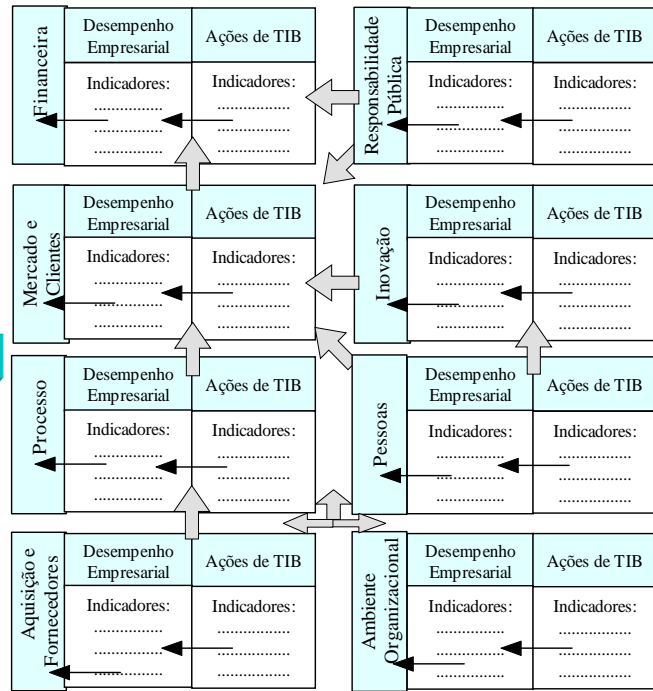 Financeira
Desempenho
Empresarial
Ações de TIB
Indicadores:
..............
..............
..............
Indicadores:
..............
..............
..............
Responsabilidade
Pública
Desempenho
Empresarial
Ações de TIB
Indicadores:
..............
..............
..............
Indicadores:
..............
..............
..............
Mercado e
Clientes
Desempenho
Empresarial
Ações de TIB
Indicadores:
..............
..............
..............
Indicadores:
..............
..............
..............
Inovação
Desempenho
Empresarial
Ações de TIB
Indicadores:
..............
..............
..............
Indicadores:
..............
..............
..............
Processo
Desempenho
Empresarial
Ações de TIB
Indicadores:
..............
..............
..............
Indicadores:
..............
..............
..............
Pessoas
Desempenho
Empresarial
Ações de TIB
Indicadores:
..............
..............
..............
Indicadores:
..............
..............
..............
Aquisição e
Fornecedores
Desempenho
Empresarial
Ações de TIB
Indicadores:
..............
..............
..............
Indicadores:
..............
..............
..............
Ambiente
Organizacional
Desempenho
Empresarial
Ações de TIB
Indicadores:
..............
..............
..............
Indicadores:
..............
..............
..............